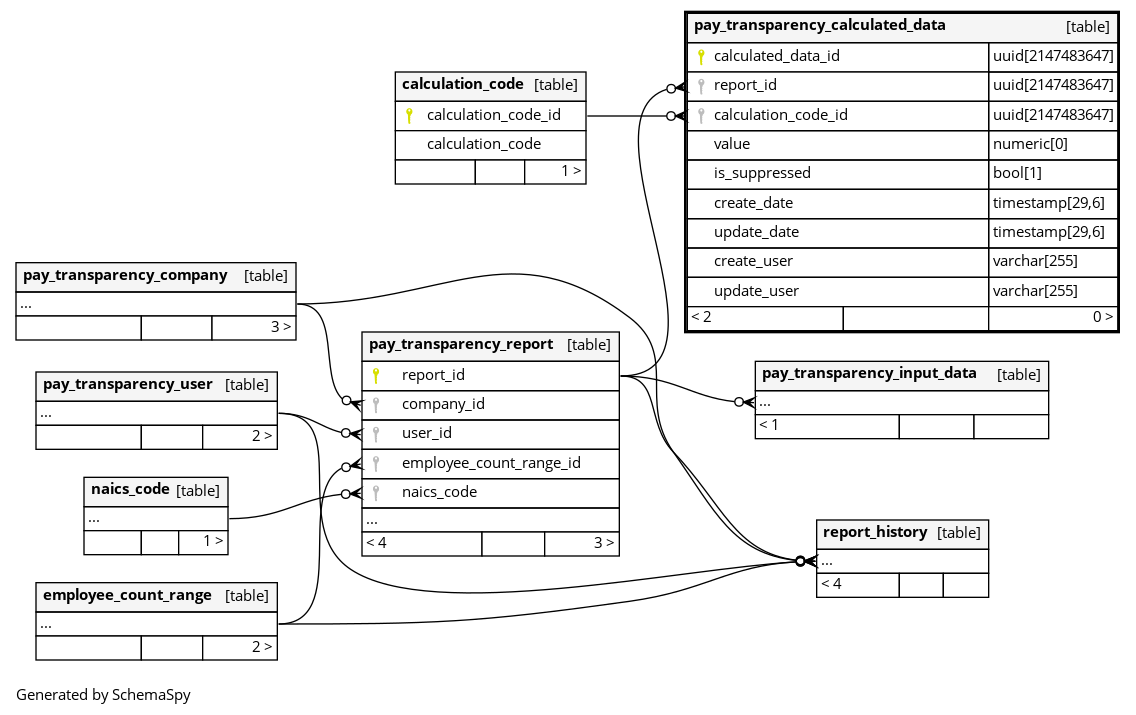 pay_transparency_calculated_data [table]
calculated_data_id uuid[2147483647]
report_id uuid[2147483647]
calculation_code_id uuid[2147483647]
value numeric[0]
is_suppressed bool[1]
create_date timestamp[29,6]
update_date timestamp[29,6]
create_user varchar[255]
update_user varchar[255]
< 2 0 >
calculation_code [table]
calculation_code_id
calculation_code
1 >
pay_transparency_company [table]
...
3 >
pay_transparency_report [table]
report_id
company_id
user_id
employee_count_range_id
naics_code
...
< 4 3 >
pay_transparency_user [table]
...
2 >
pay_transparency_input_data [table]
...
< 1
naics_code [table]
...
1 >
report_history [table]
...
< 4
employee_count_range [table]
...
2 >
Generated by SchemaSpy